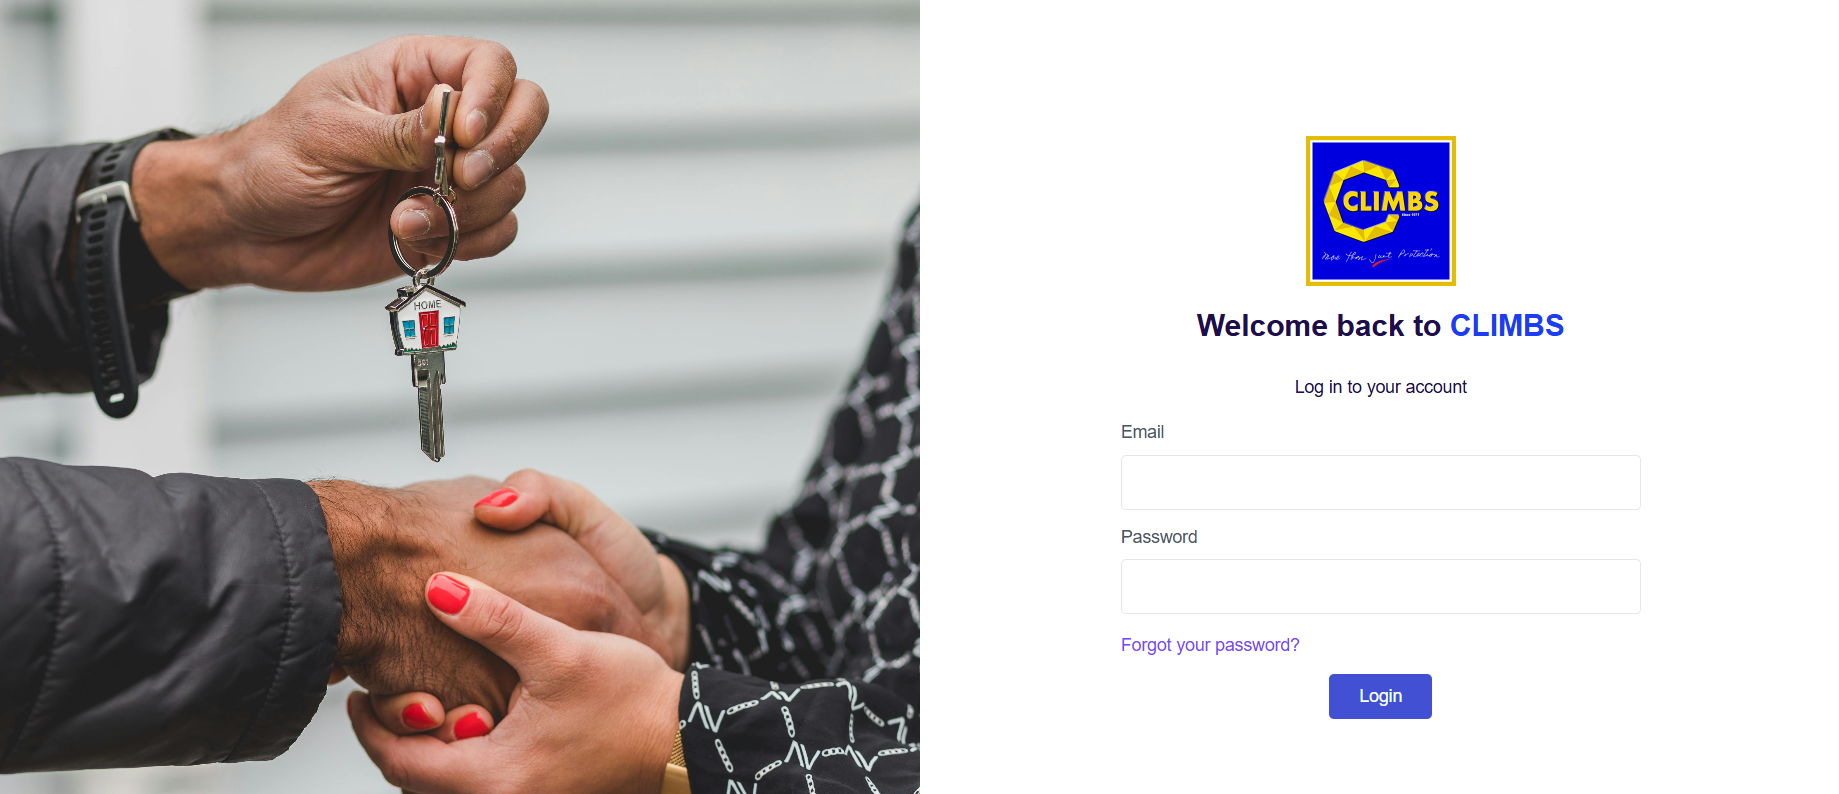 HOME
CLIMBS
Since 1971
More than just Protection
Welcome back to CLIMBS
Log in to your account
Email
Password
Forgot your password?
Login